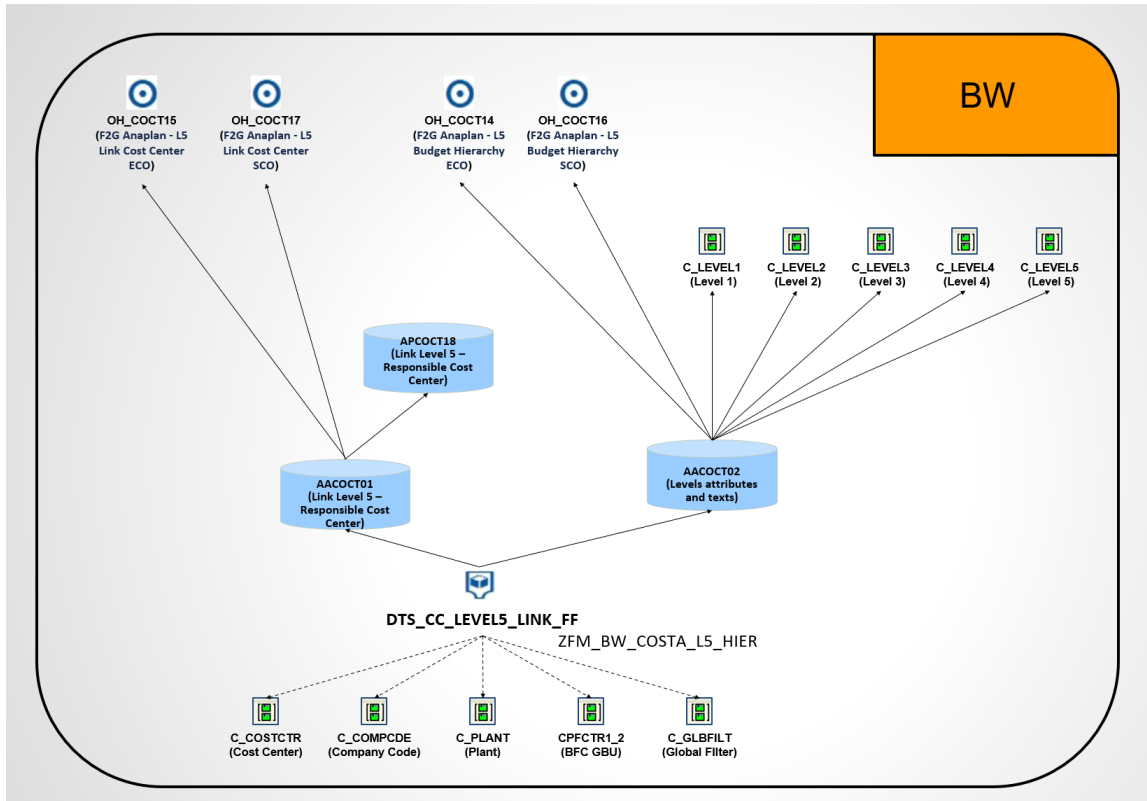 BW
OH_COCT15
(F2G Anaplan - L5
Link Cost Center
ECO)
OH_COCT17
(F2G Anaplan - L5
Link Cost Center
SCO)
OH_COCT14
(F2G Anaplan - L5
Budget Hierarchy
ECO)
OH_COCT16
(F2G Anaplan - L5
Budget Hierarchy
SCO)
C_LEVEL1
(Level 1)
C_LEVEL2
(Level 2)
C_LEVEL3
(Level 3)
C_LEVEL4
(Level 4)
C_LEVEL5
(Level 5)
APCOCT18
(Link Level 5 –
Responsible Cost
Center)
AACOCT01
(Link Level 5 –
Responsible Cost
Center)
AACOCT02
(Levels attributes
and texts)
DTS_CC_LEVEL5_LINK_FF
ZFM_BW_COSTA_L5_HIER
C_COSTCTR
(Cost Center)
C_COMPCDE
(Company Code)
C_PLANT
(Plant)
CPFCTR1_2
(BFC GBU)
C_GLBFILT
(Global FIlter)